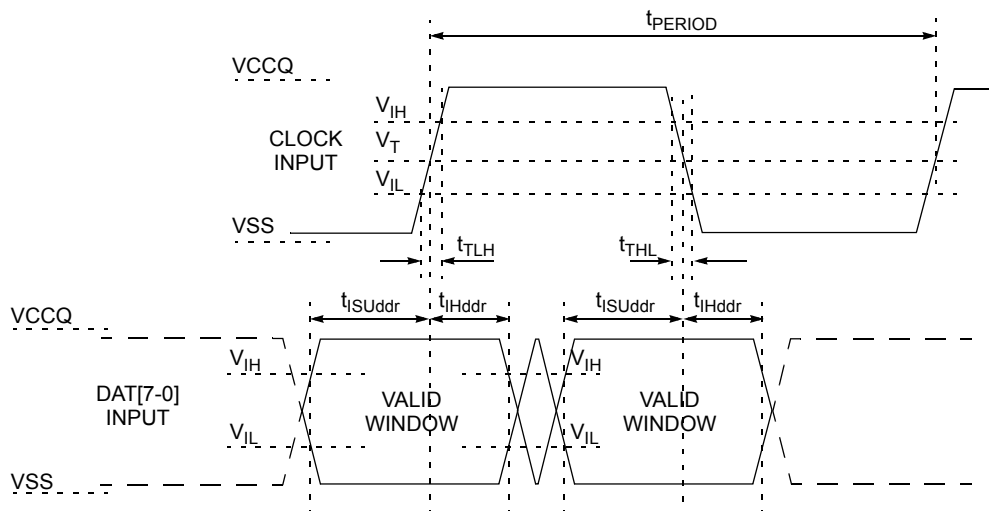 tPERIOD
VCCQ
VIH
CLOCK
INPUT
VT
VIL
VSS
tTLH
tTHL
tISUddr
tIHddr
tISUddr
tIHddr
VCCQ
VIH
VIH
DAT[7-0]
INPUT
VALID
WINDOW
VALID
WINDOW
VIL
VIL
VSS